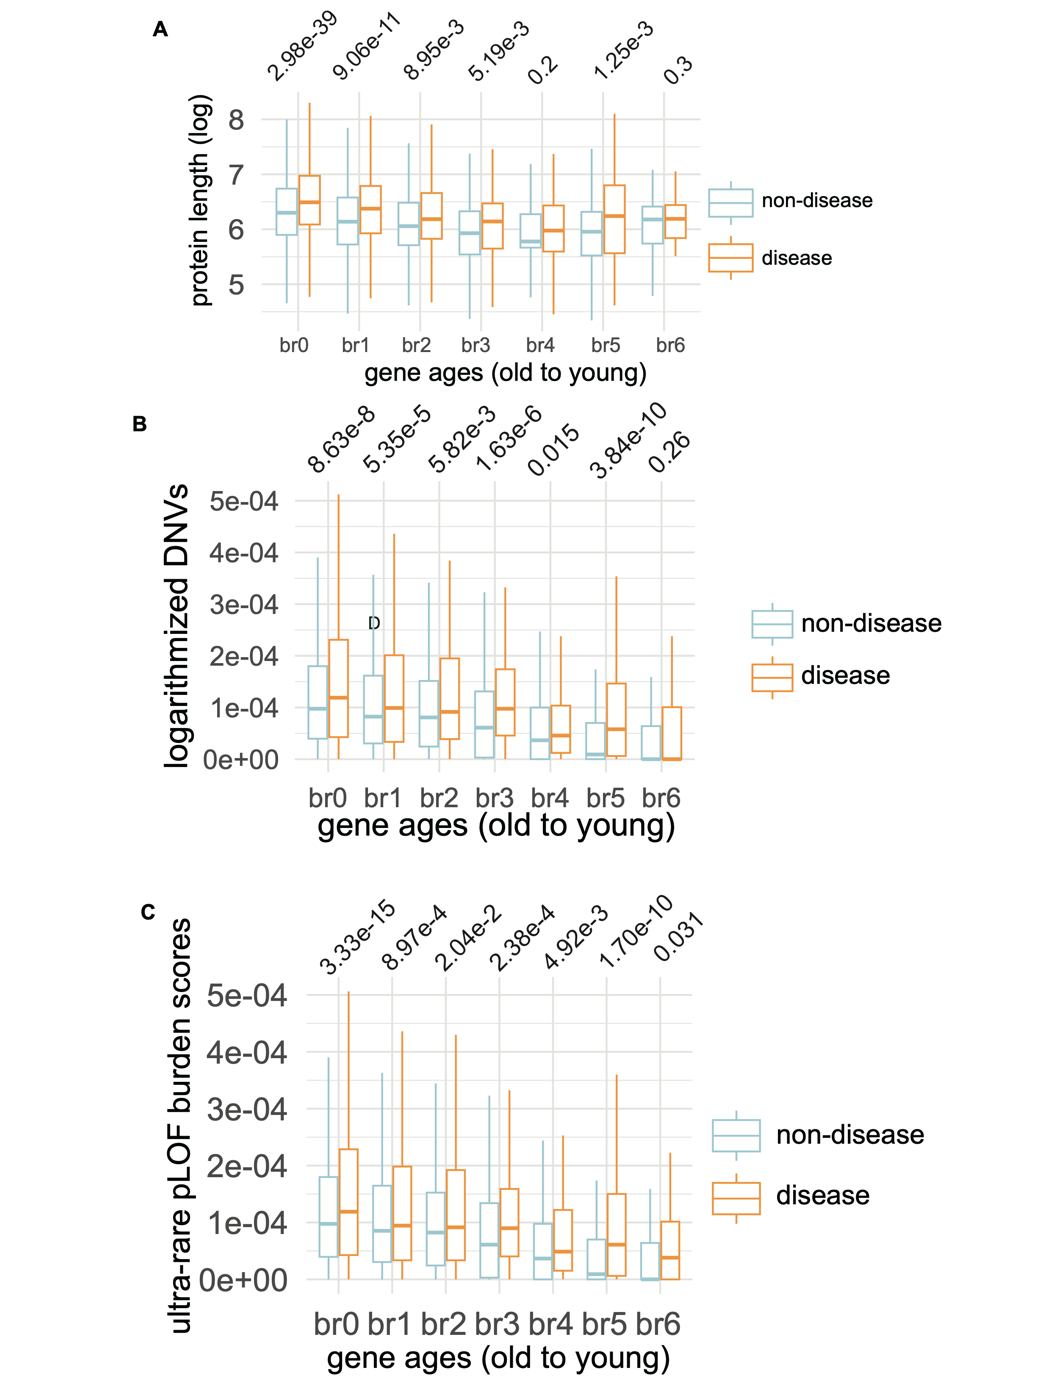 A
2.98e-39 9.06e-11 8.95e-3 5.19e-3 0.2 1.25e-3 0.3
protein length (log)
8
7
6
5
br0 br1 br2 br3 br4 br5 br6
gene ages (old to young)
non-disease
disease
B
8.63e-8 5.35e-5 5.82e-3 1.63e-6 0.015 3.84e-10 0.26
logarithmized DNVs
5e-04
4e-04
3e-04
2e-04
1e-04
0e+00
D
br0 br1 br2 br3 br4 br5 br6
gene ages (old to young)
non-disease
disease
C
3.33e-15 8.97e-4 2.04e-2 2.38e-4 4.92e-3 1.70e-10 0.031
ultra-rare pLOF burden scores
5e-04
4e-04
3e-04
2e-04
1e-04
0e+00
br0 br1 br2 br3 br4 br5 br6
gene ages (old to young)
non-disease
disease